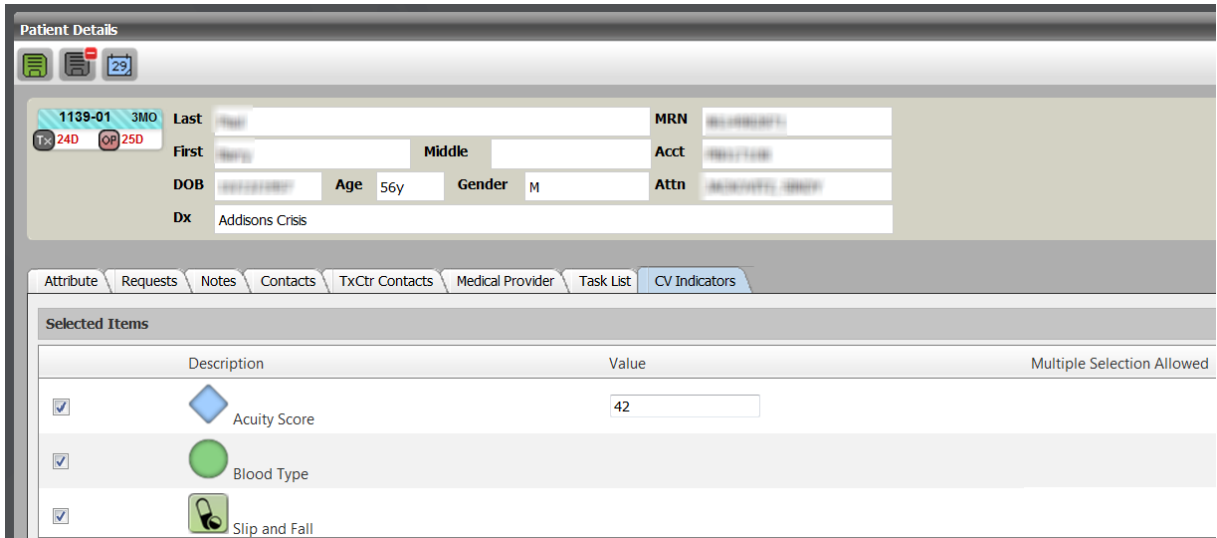 Patient Details
29
1139-01 3MO Last MRN
Tx 24D OP 25D
First Middle Acct
DOB Age 56y Gender M Attn
Dx Addisons Crisis
Attribute Requests Notes Contacts TxCtr Contacts Medical Provider Task List CV Indicators
Selected Items
Description Value Multiple Selection Allowed
Acuity Score 42
Blood Type
Slip and Fall